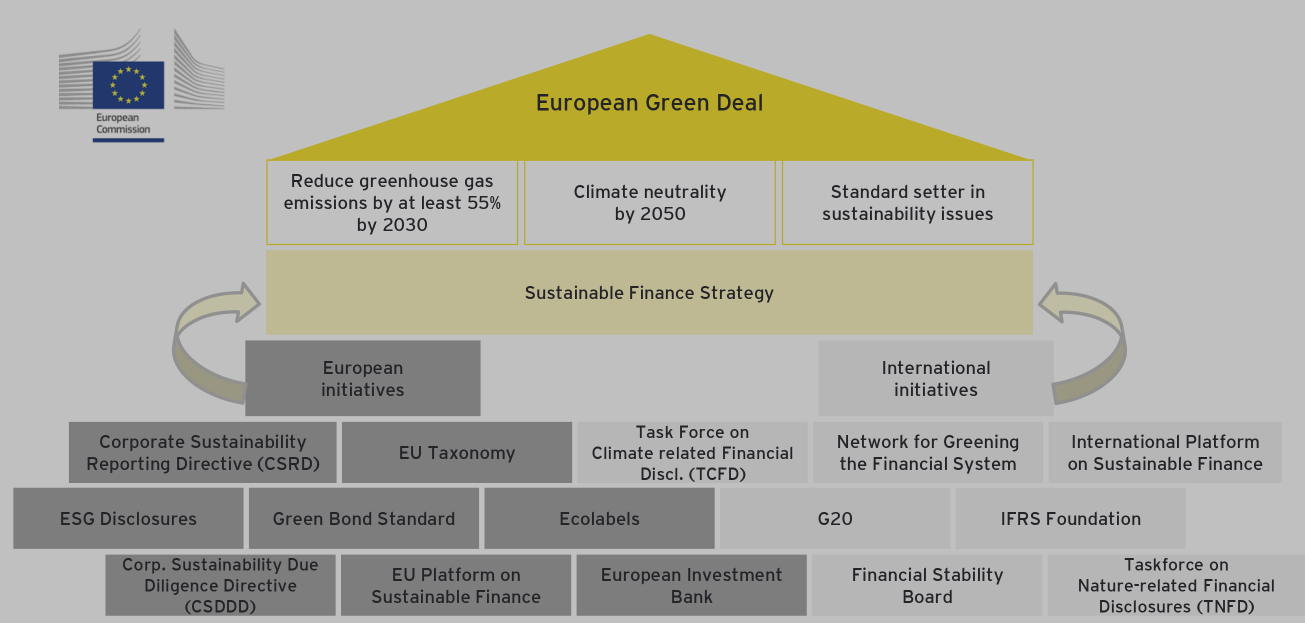 European
Commission
European Green Deal
Reduce greenhouse gas
emissions by at least 55%
by 2030
Climate neutrality
by 2050
Standard setter in
sustainability issues
Sustainable Finance Strategy
European
initiatives
International
initiatives
Corporate Sustainability
Reporting Directive (CSRD)
EU Taxonomy
Task Force on
Climate related Financial
Discl. (TCFD)
Network for Greening
the Financial System
International Platform
on Sustainable Finance
ESG Disclosures
Green Bond Standard
Ecolabels
G20
IFRS Foundation
Corp. Sustainability Due
Diligence Directive
(CSDDD)
EU Platform on
Sustainable Finance
European Investment
Bank
Financial Stability
Board
Taskforce on
Nature-related Financial
Disclosures (TNFD)